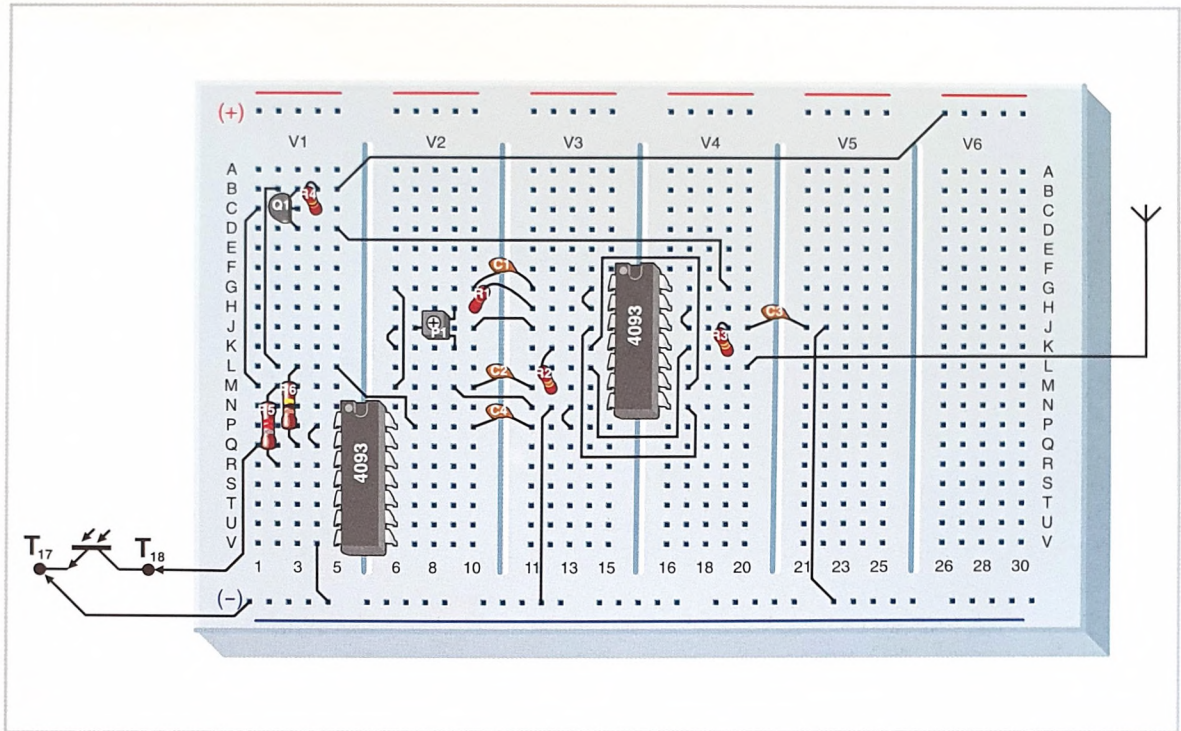 (+)
V1 V2 V3 V4 V5 V6
A A
B B
C C
D D
E E
F F
G G
H H
J J
K K
L L
M M
N N
P P
Q Q
R R
S S
T T
U U
V V
Q1 R4
C1
R1
P1
4093
C3
R3
C2 R2
R6
R5 C4
4093
T17 T18
1 3 5 6 8 10 11 13 15 16 18 20 21 23 25 26 28 30
(-)